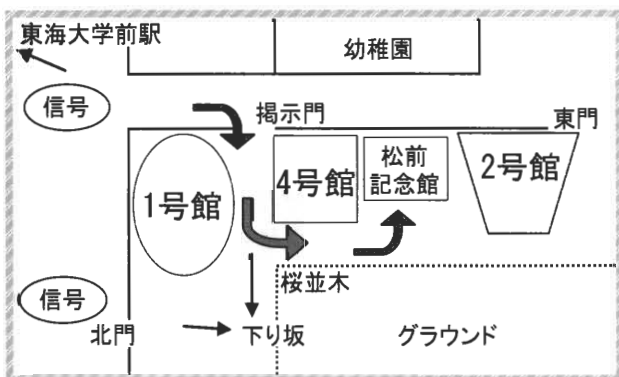 東海大学前駅
幼稚園
信号
掲示門
東門
1号館
4号館
松前
記念館
2号館
信号
桜並木
北門
下り坂
グラウンド